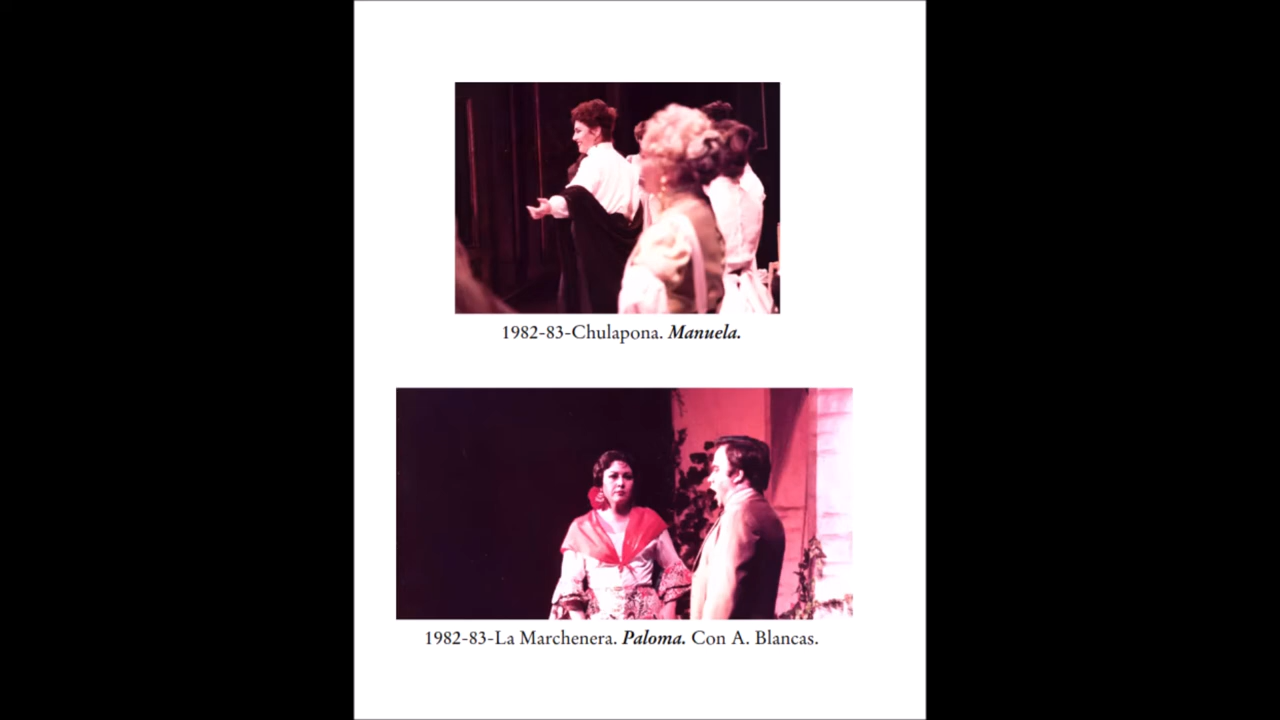 1982-83-Chulapona. Manuela.
1982-83-La Marchenera. Paloma. Con A. Blancas.